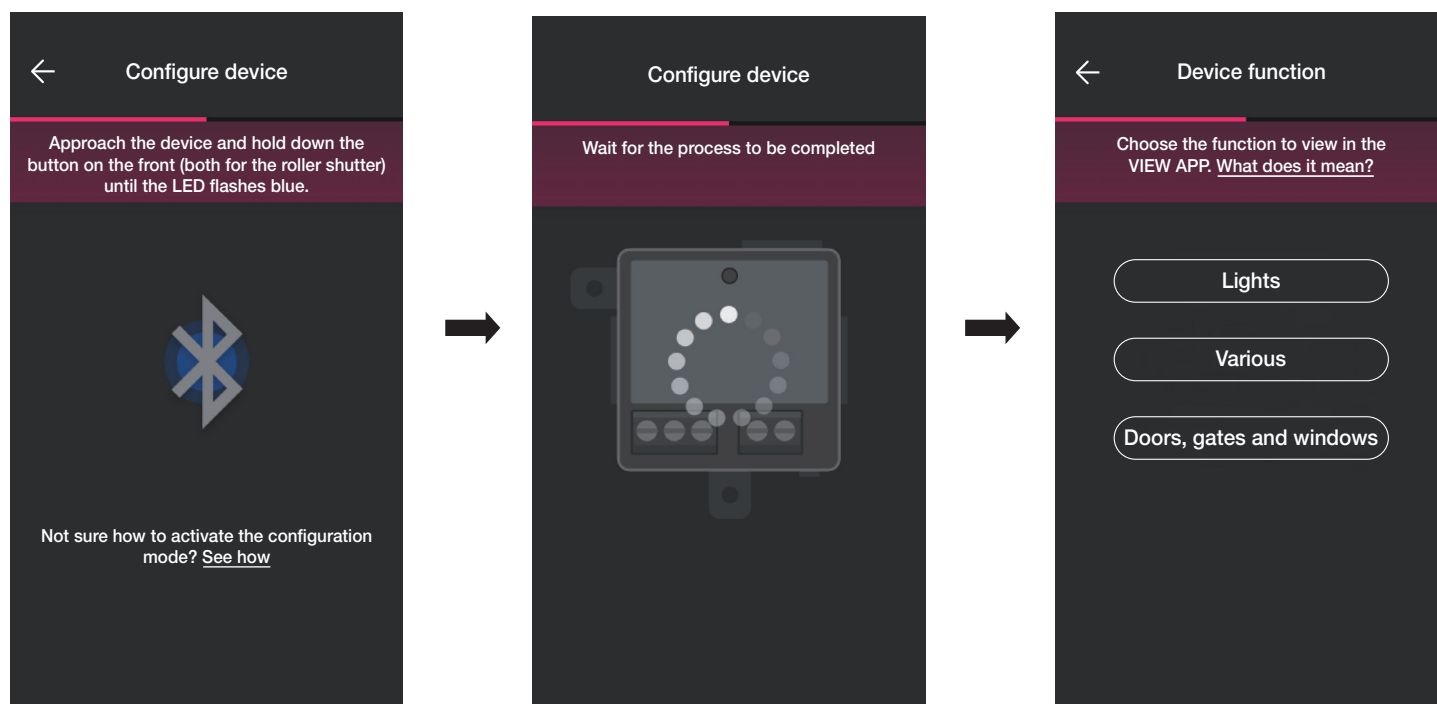 Configure device
Approach the device and hold down the
button on the front (both for the roller shutter)
until the LED flashes blue.
Not sure how to activate the configuration
mode? See how
Configure device
Wait for the process to be completed
Device function
Choose the function to view in the
VIEW APP. What does it mean?
Lights
Various
Doors, gates and windows